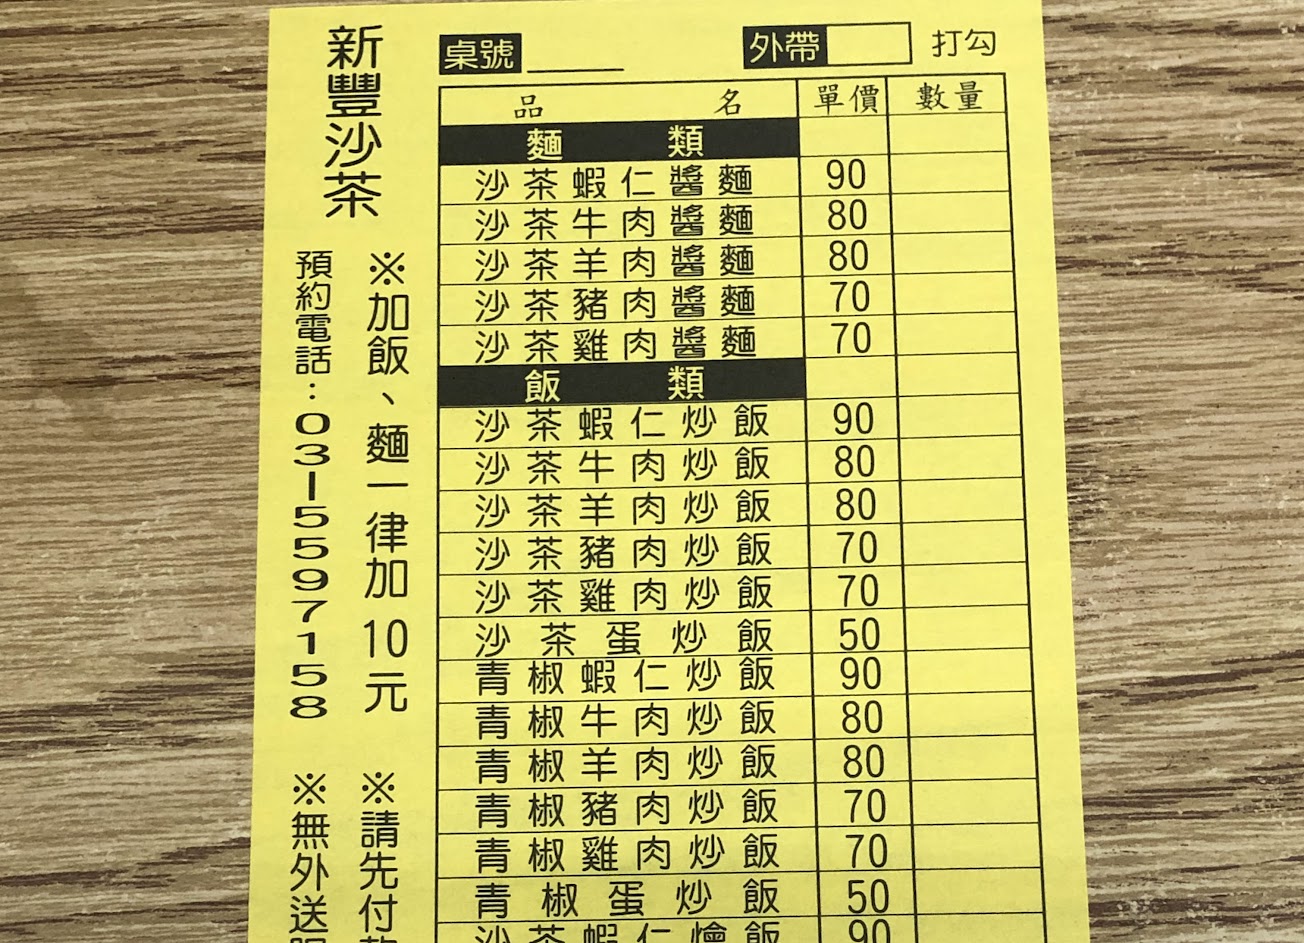 新豐沙茶
預約電話：03-5597158
※加飯、麵一律加10元
※請先付
※無外送
桌號
外帶 打勾
品名 單價 數量
麵類
沙茶蝦仁醬麵 90
沙茶牛肉醬麵 80
沙茶羊肉醬麵 80
沙茶豬肉醬麵 70
沙茶雞肉醬麵 70
飯類
沙茶蝦仁炒飯 90
沙茶牛肉炒飯 80
沙茶羊肉炒飯 80
沙茶豬肉炒飯 70
沙茶雞肉炒飯 70
沙茶蛋炒飯 50
青椒蝦仁炒飯 90
青椒牛肉炒飯 80
青椒羊肉炒飯 80
青椒豬肉炒飯 70
青椒雞肉炒飯 70
青椒蛋炒飯 50
沙茶蝦仁燴飯 90